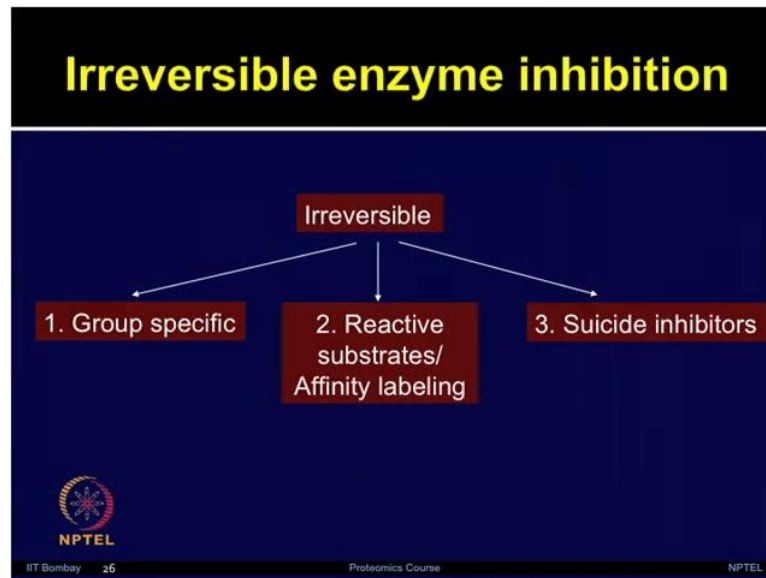 Irreversible enzyme inhibition
Irreversible
1. Group specific
2. Reactive
substrates/
Affinity labeling
3. Suicide inhibitors
NPTEL
IIT Bombay
26
Proteomics Course
NPTEL